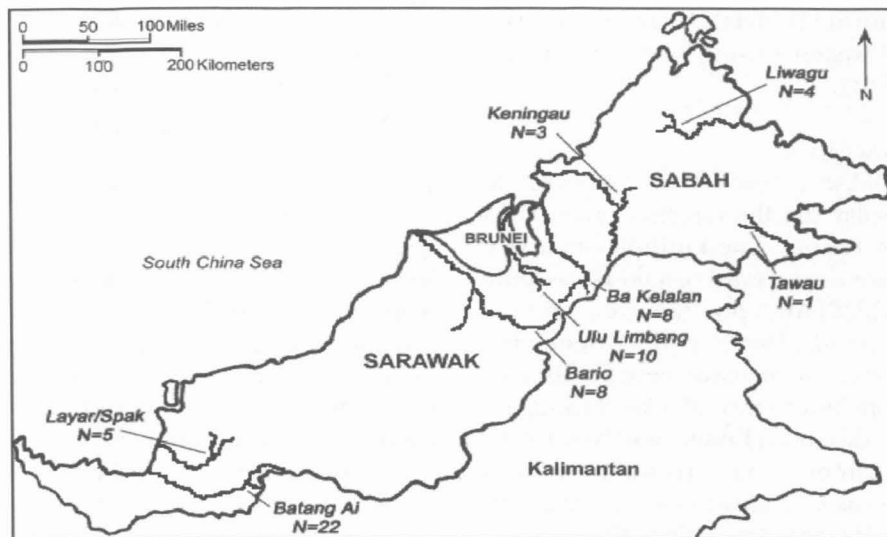 0 50 100 Miles
0 100 200 Kilometers
N
Liwagu
N=4
Keningau
N=3
SABAH
BRUNEI
South China Sea
Tawau
N=1
Ba Kelalan
N=8
Ulu Limbang
N=10
SARAWAK
Bario
N=8
Layar/Spak
N=5
Kalimantan
Batang Ai
N=22